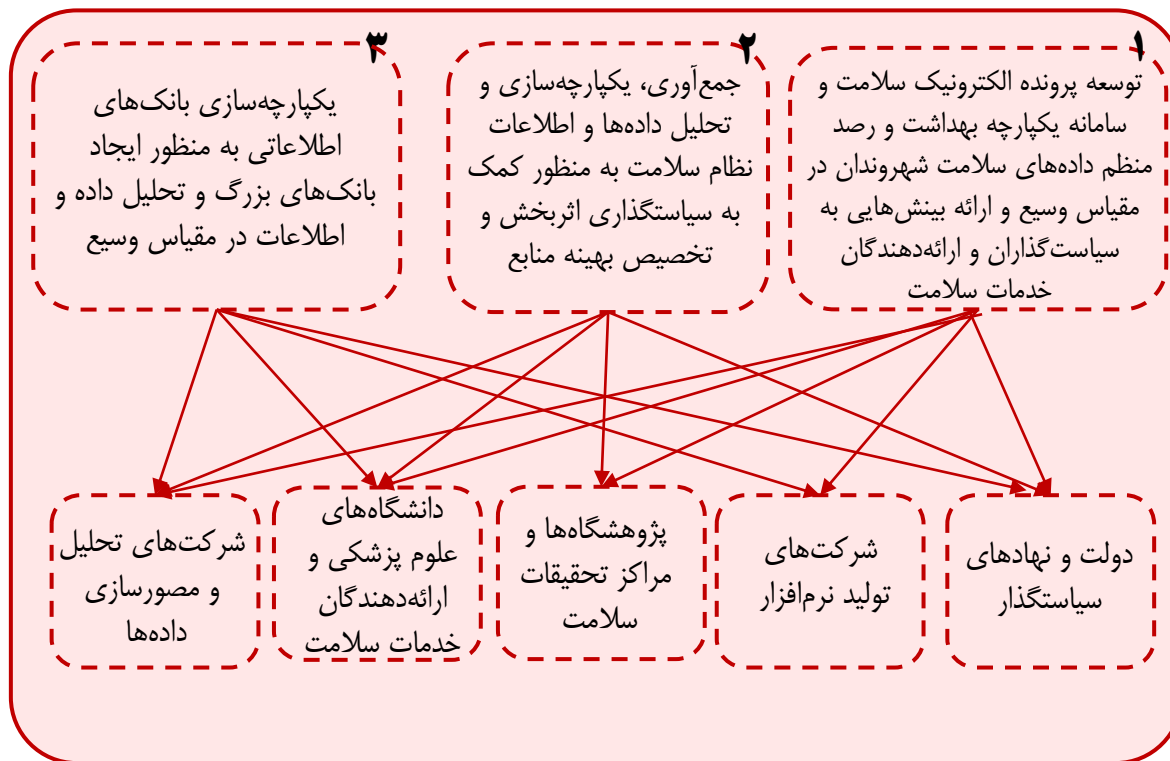 ۱
توسعه پرونده الکترونیک سلامت و
سامانه یکپارچه بهداشت و رصد
منظم داده‌های سلامت شهروندان در
مقیاس وسیع و ارائه بینش‌هایی به
سیاست‌گذاران و ارائه‌دهندگان
خدمات سلامت
۲
جمع‌آوری، یکپارچه‌سازی و
تحلیل داده‌ها و اطلاعات
نظام سلامت به منظور کمک
به سیاستگذاری اثربخش و
تخصیص بهینه منابع
۳
یکپارچه‌سازی بانک‌های
اطلاعاتی به منظور ایجاد
بانک‌های بزرگ و تحلیل داده و
اطلاعات در مقیاس وسیع
دولت و نهادهای
سیاستگذار
شرکت‌های
تولید نرم‌افزار
پژوهشگاه‌ها و
مراکز تحقیقات
سلامت
دانشگاه‌های
علوم پزشکی و
ارائه‌دهندگان
خدمات سلامت
شرکت‌های تحلیل
و مصورسازی
داده‌ها